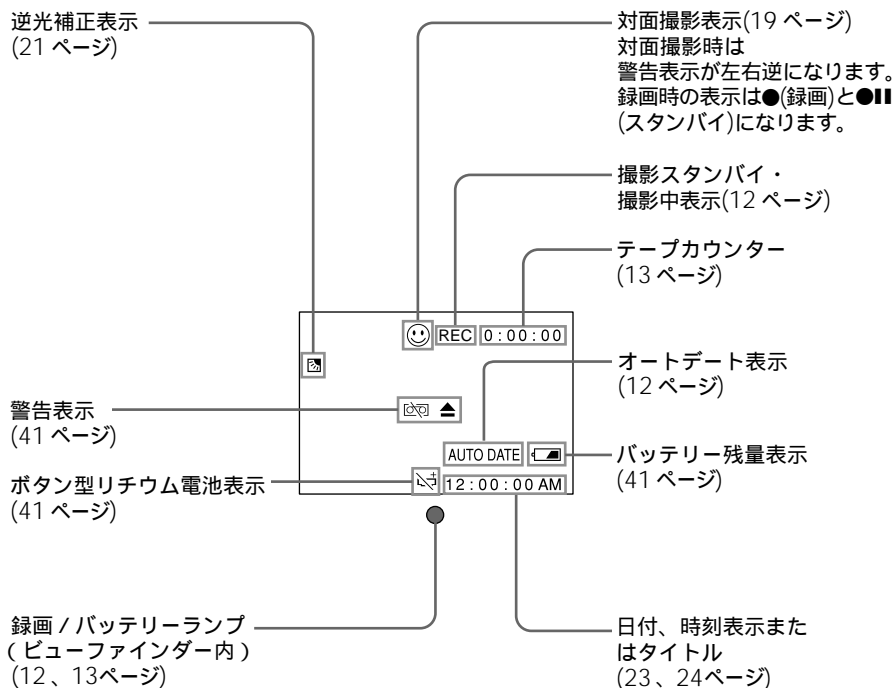 逆光補正表示
(21 ページ)
対面撮影表示(19 ページ)
対面撮影時は
警告表示が左右逆になります。
録画時の表示は●(録画)と●II
(スタンバイ)になります。
撮影スタンバイ・
撮影中表示(12 ページ)
テープカウンター
(13 ページ)
REC 0:00:00
オートデート表示
(12 ページ)
警告表示
(41 ページ)
AUTO DATE
バッテリー残量表示
(41 ページ)
ボタン型リチウム電池表示
(41 ページ)
12:00:00 AM
録画 / バッテリーランプ
(ビューファインダー内)
(12、13ページ)
日付、時刻表示また
はタイトル
(23、24ページ)